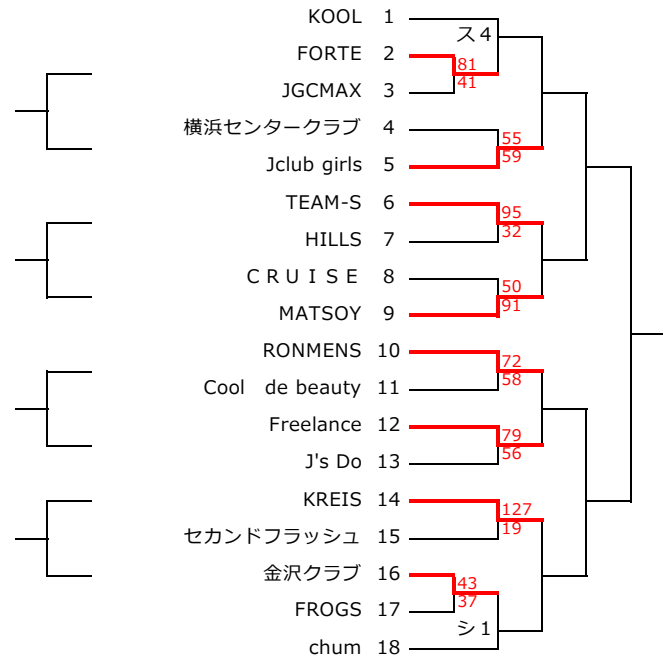 KOOL 1
ス4
FORTE 2
81
JGCMAX 3
41
横浜センタークラブ 4
55
Jclub girls 5
59
TEAM-S 6
95
HILLS 7
32
ＣＲＵＩＳＥ 8
50
MATSOY 9
91
RONMENS 10
72
Cool　de beauty 11
58
Freelance 12
79
J's Do 13
56
KREIS 14
127
セカンドフラッシュ 15
19
金沢クラブ 16
43
FROGS 17
37
シ1
chum 18